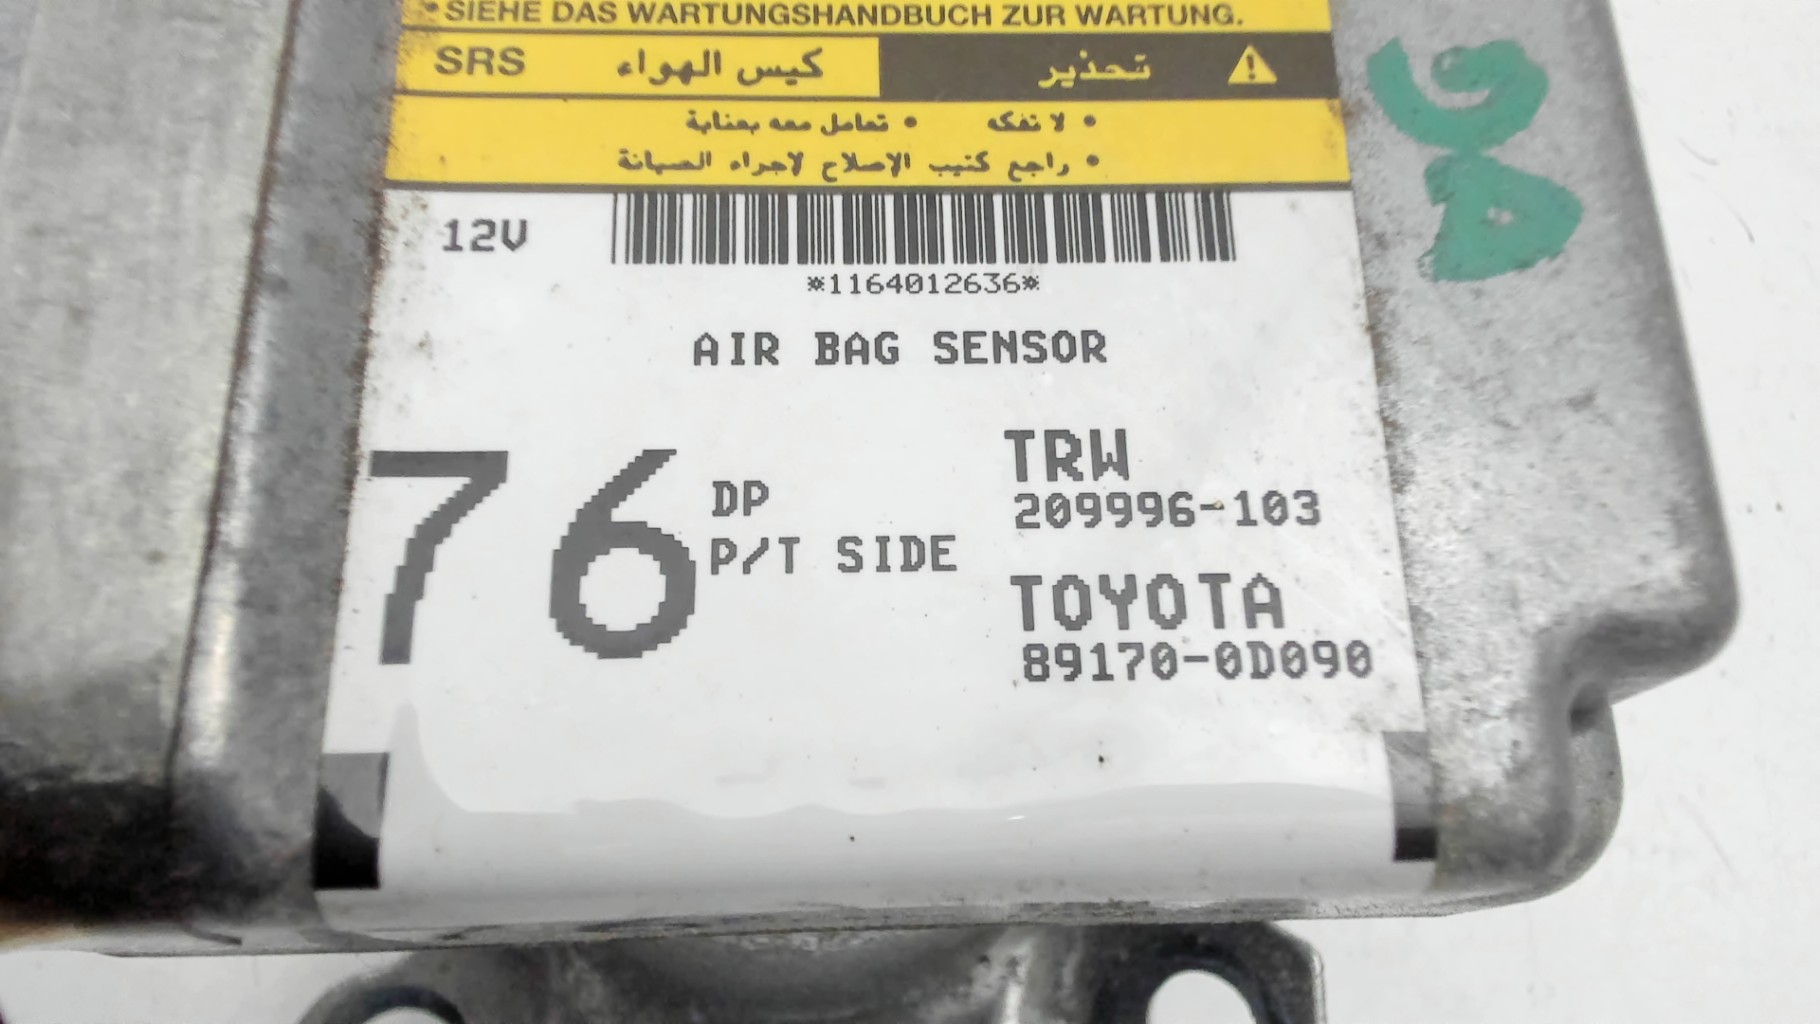 • SIEHE DAS WARTUNGSHANDBUCH ZUR WARTUNG.
SRS كيس الهواء تحذير
• لا تفكه • تعامل معه بعناية
• راجع كتيب الإصلاح لاجراء الصيانة
12V
*1164012636*
AIR BAG SENSOR
76 DP
P/T SIDE
TRW
209996-103
TOYOTA
89170-0D090